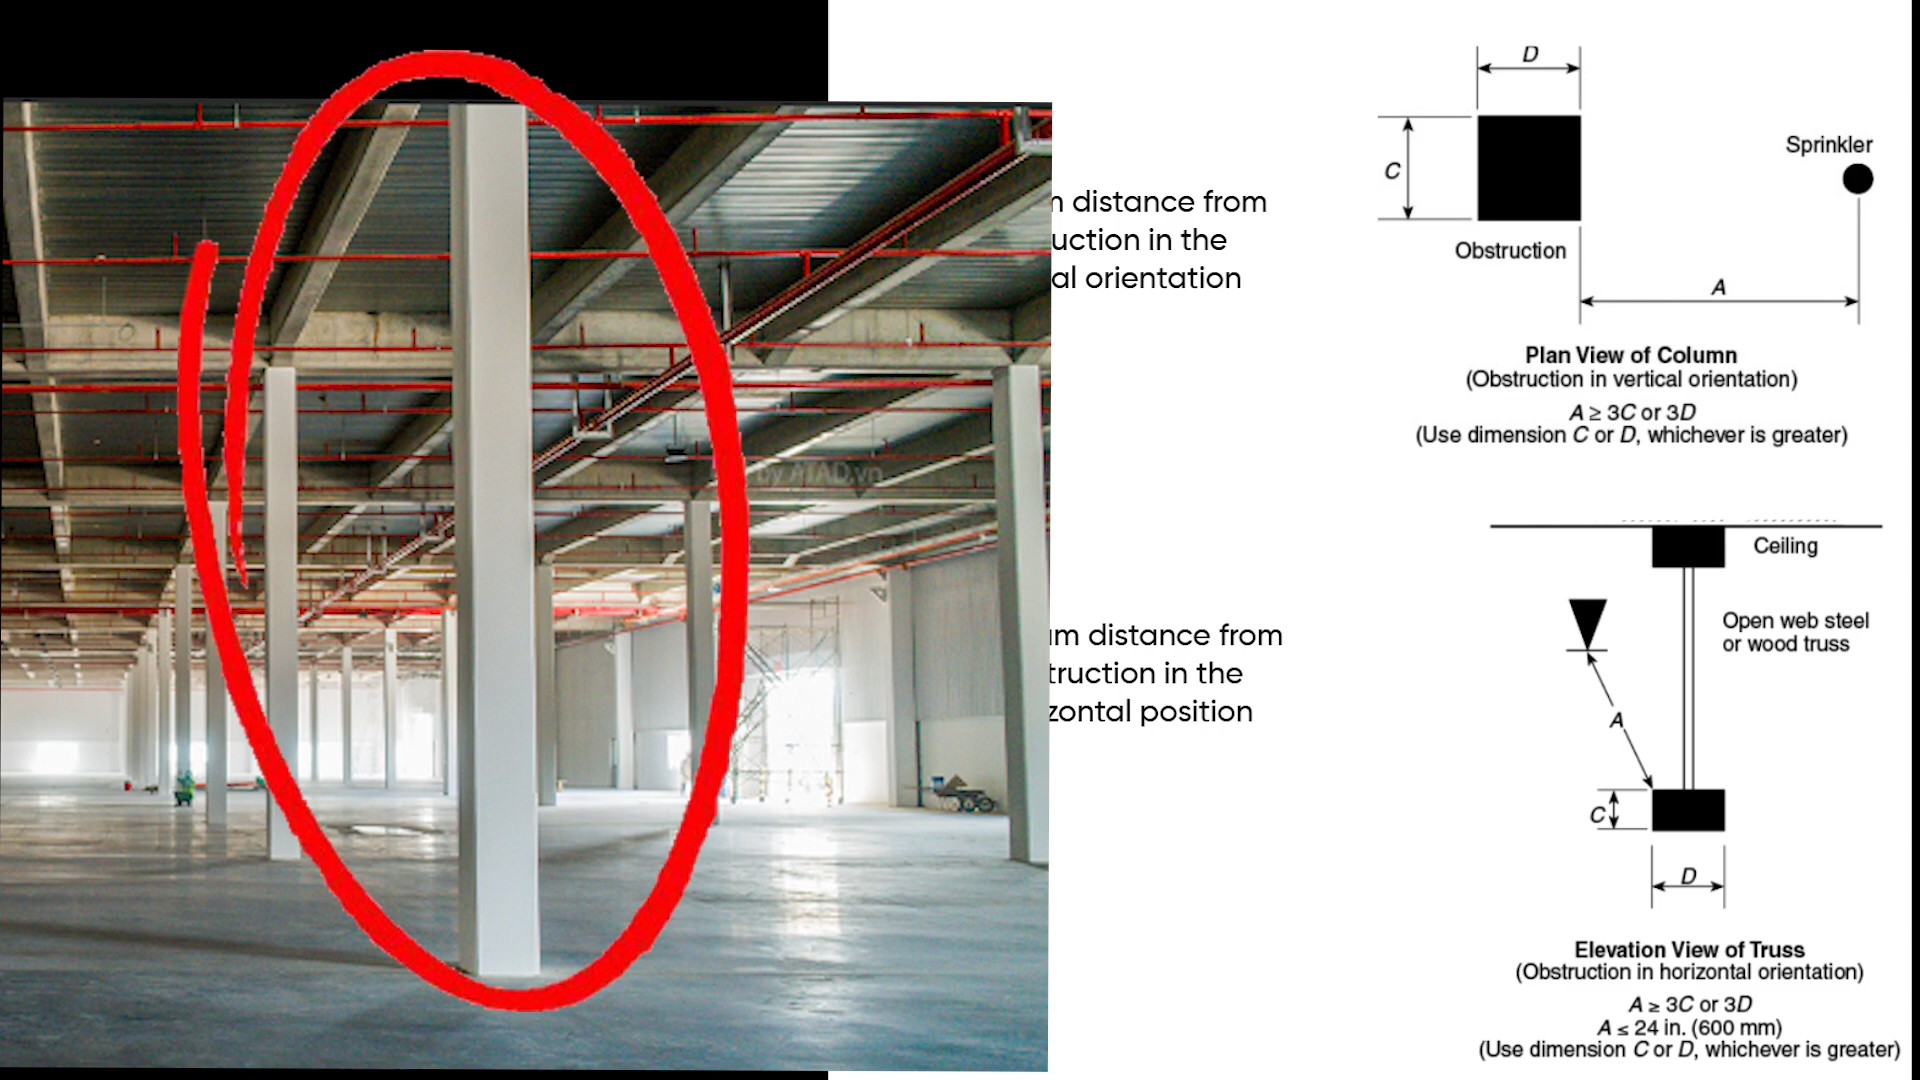 by ATAD.vn
distance from
uction in the
al orientation
distance from
truction in the
zontal position
D
C
Sprinkler
Obstruction
A
Plan View of Column
(Obstruction in vertical orientation)
A ≥ 3C or 3D
(Use dimension C or D, whichever is greater)
Ceiling
Open web steel
or wood truss
A
C
D
Elevation View of Truss
(Obstruction in horizontal orientation)
A ≥ 3C or 3D
A ≤ 24 in. (600 mm)
(Use dimension C or D, whichever is greater)